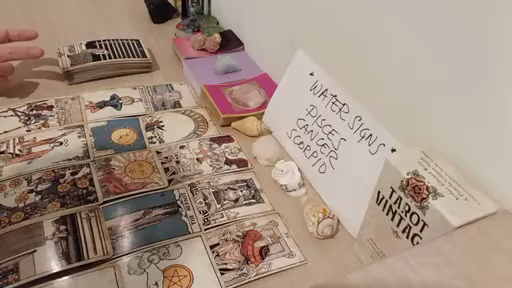 WATER SIGNS
PISCES
CANCER
SCORPIO
TAROT
VINTAG